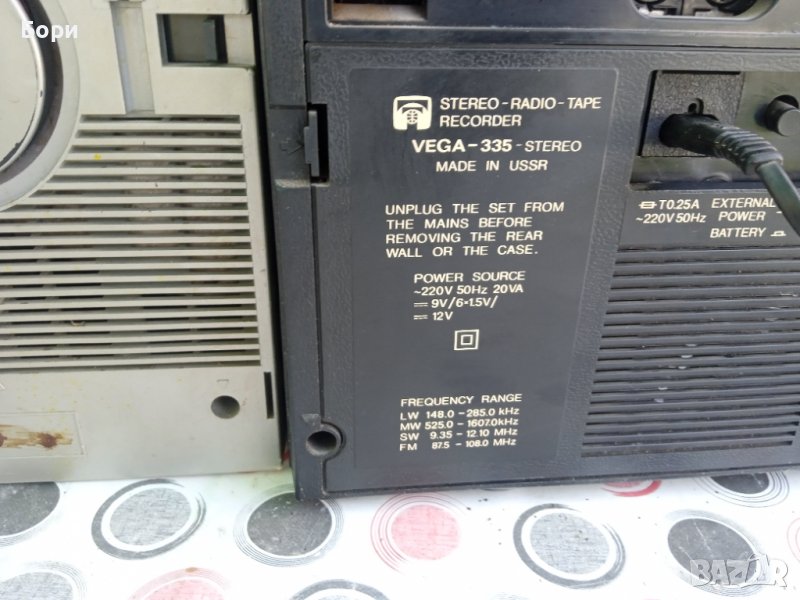 Бори
STEREO-RADIO-TAPE
RECORDER
VEGA-335-STEREO
MADE IN USSR
UNPLUG THE SET FROM
THE MAINS BEFORE
REMOVING THE REAR
WALL OR THE CASE.
POWER SOURCE
~220V 50Hz 20VA
⎓ 9V/6×1.5V/
⎓ 12V
FREQUENCY RANGE
LW 148.0-285.0 kHz
MW 525.0-1607.0kHz
SW 9.35-12.10 MHz
FM 87.5-108.0 MHz
T0.25A EXTERNAL
~220V 50Hz POWER
BATTERY
BAZAR